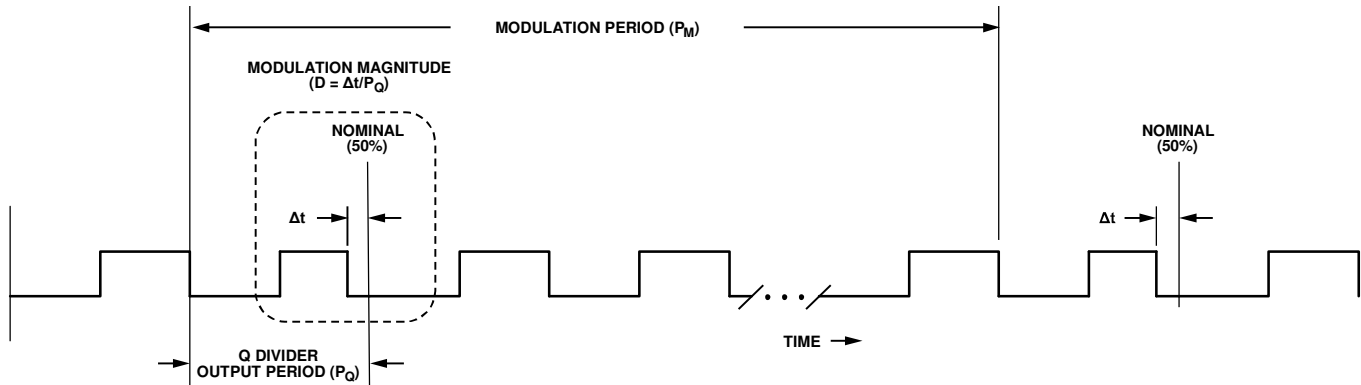 MODULATION PERIOD (PM)
MODULATION MAGNITUDE
(D = Δt/PQ)
NOMINAL
(50%)
NOMINAL
(50%)
Δt
Δt
TIME
Q DIVIDER
OUTPUT PERIOD (PQ)